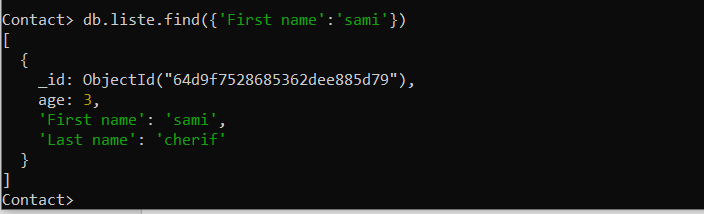 Contact> db.liste.find({'First name':'sami'})
[
  {
    _id: ObjectId("64d9f7528685362dee885d79"),
    age: 3,
    'First name': 'sami',
    'Last name': 'cherif'
  }
]
Contact>